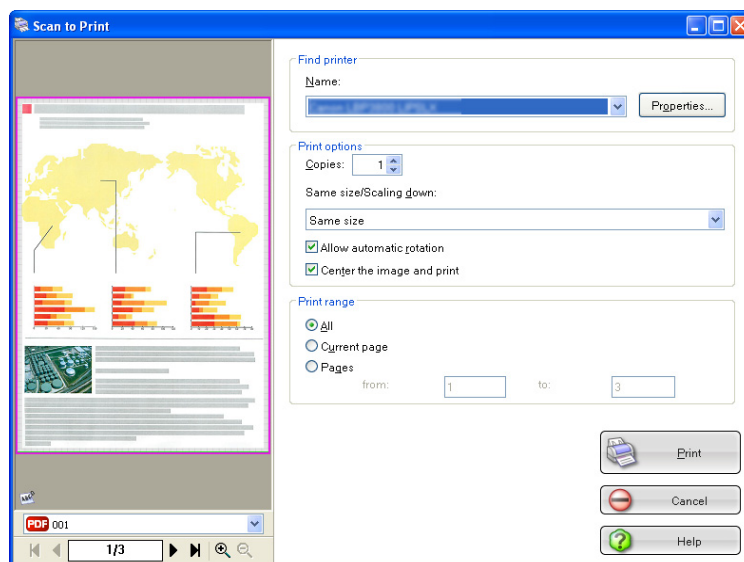 Scan to Print
Find printer
Name:
Properties...
Print options
Copies: 1
Same size/Scaling down:
Same size
Allow automatic rotation
Center the image and print
Print range
All
Current page
Pages
from: 1 to: 3
Print
PDF 001
Cancel
1/3
Help